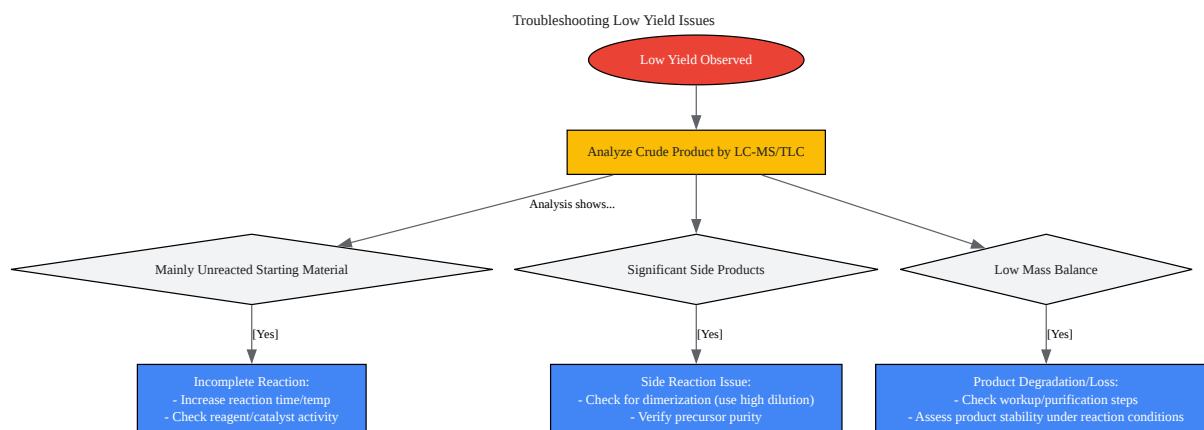 Troubleshooting Low Yield Issues
Low Yield Observed
Analyze Crude Product by LC-MS/TLC
Analysis shows...
Mainly Unreacted Starting Material
Significant Side Products
Low Mass Balance
[Yes]
[Yes]
[Yes]
Incomplete Reaction:
- Increase reaction time/temp
- Check reagent/catalyst activity
Side Reaction Issue:
- Check for dimerization (use high dilution)
- Verify precursor purity
Product Degradation/Loss:
- Check workup/purification steps
- Assess product stability under reaction conditions